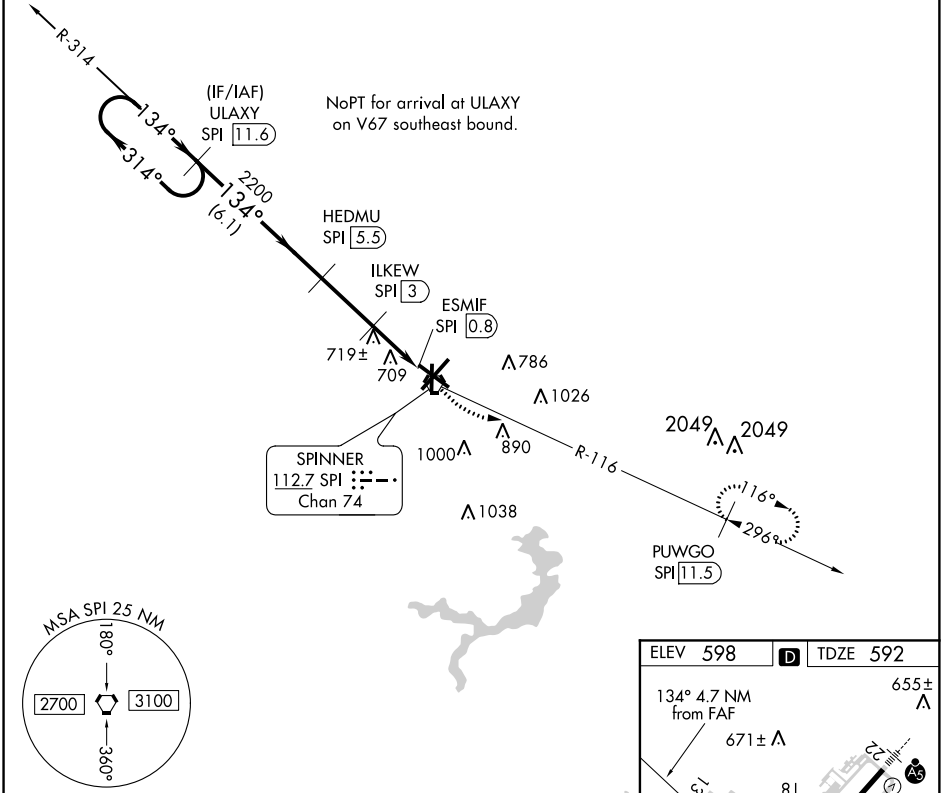 R-314
(IF/IAF)
ULAXY
SPI 11.6
NoPT for arrival at ULAXY
on V67 southeast bound.
134°
314°
2200
134°
(6.1)
HEDMU
SPI 5.5
ILKEW
SPI 3
ESMIF
SPI 0.8
719±
709
786
1026
2049
2049
1000
890
R-116
SPINNER
112.7 SPI
Chan 74
1038
116°
296°
PUWGO
SPI 11.5
MSA SPI 25 NM
180°
2700
3100
360°
ELEV 598
D
TDZE 592
134° 4.7 NM
from FAF
655±
671±
22
A5
13
18